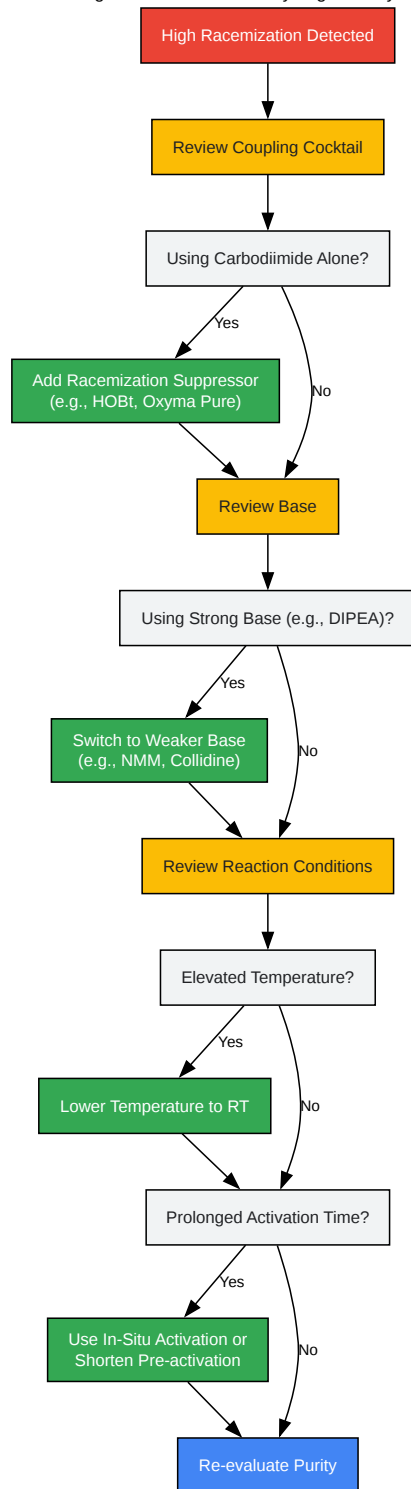 High Racemization Detected
Review Coupling Cocktail
Using Carbodiimide Alone?
Yes
Add Racemization Suppressor
(e.g., HOBt, Oxyma Pure)
No
Review Base
Using Strong Base (e.g., DIPEA)?
Yes
Switch to Weaker Base
(e.g., NMM, Collidine)
No
Review Reaction Conditions
Elevated Temperature?
Yes
Lower Temperature to RT
No
Prolonged Activation Time?
Yes
Use In-Situ Activation or
Shorten Pre-activation
No
Re-evaluate Purity